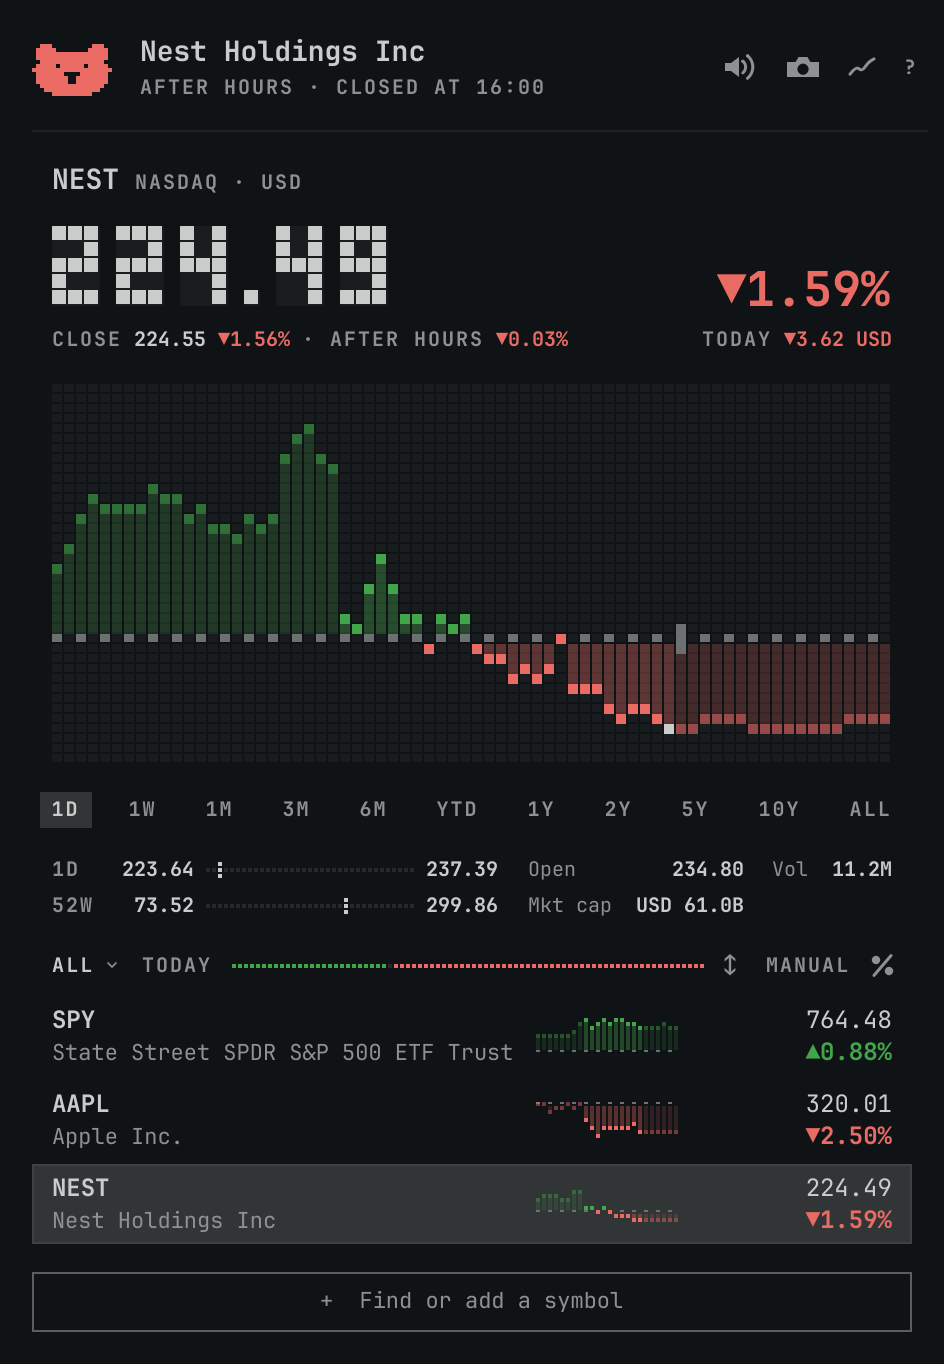 Nest Holdings Inc
AFTER HOURS · CLOSED AT 16:00
?
NEST NASDAQ · USD
224.49
▼1.59%
CLOSE 224.55 ▼1.56% · AFTER HOURS ▼0.03%
TODAY ▼3.62 USD
1D 1W 1M 3M 6M YTD 1Y 2Y 5Y 10Y ALL
1D 223.64 237.39 Open 234.80 Vol 11.2M
52W 73.52 299.86 Mkt cap USD 61.0B
ALL TODAY MANUAL %
SPY 764.48
State Street SPDR S&P 500 ETF Trust ▲0.88%
AAPL 320.01
Apple Inc. ▼2.50%
NEST 224.49
Nest Holdings Inc ▼1.59%
+ Find or add a symbol